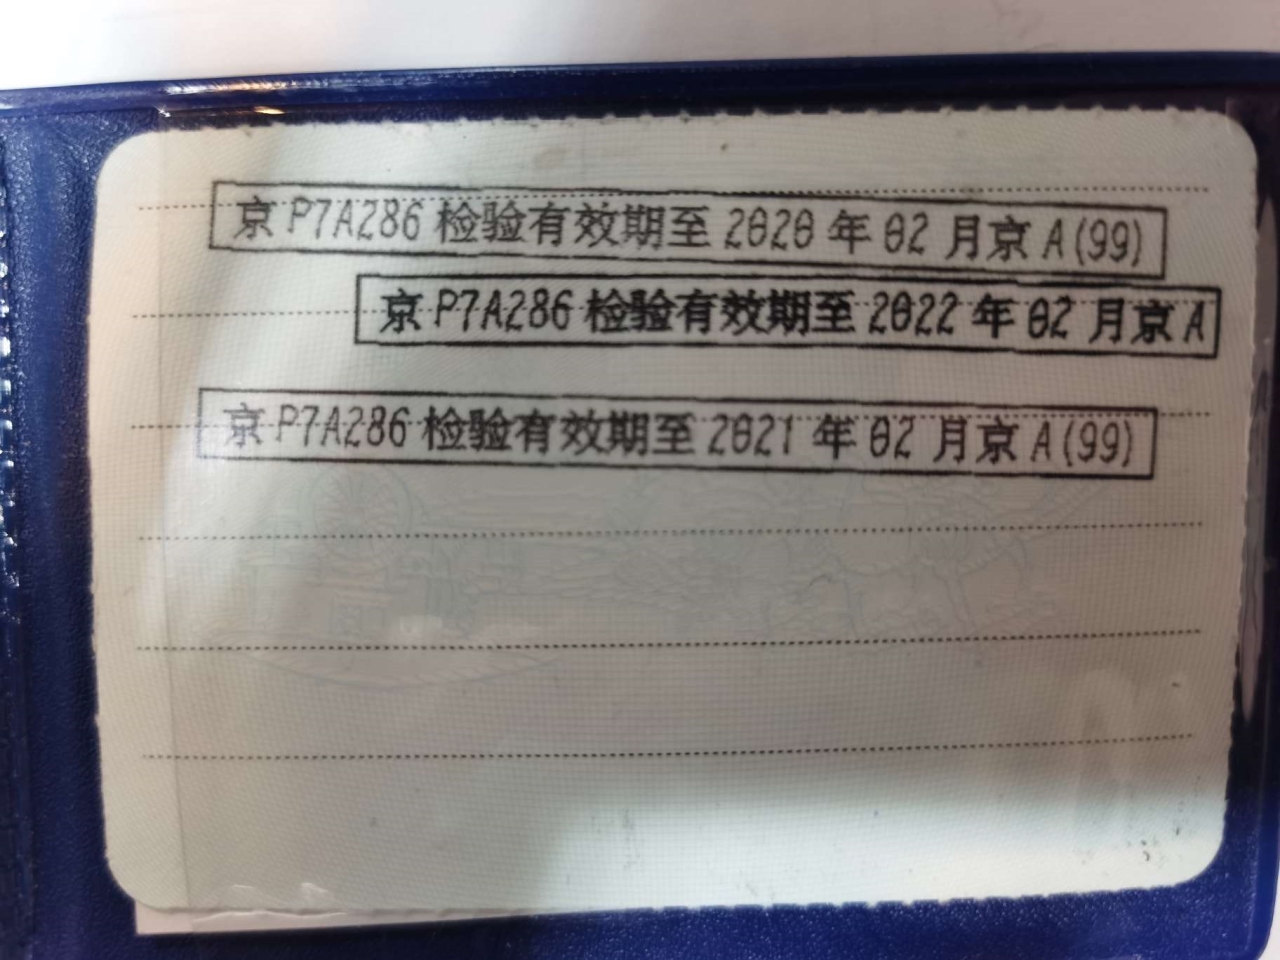 京 P7A286 检验有效期至 2020 年 02 月京 A(99)
京 P7A286 检验有效期至 2022 年 02 月京 A
京 P7A286 检验有效期至 2021 年 02 月京 A(99)